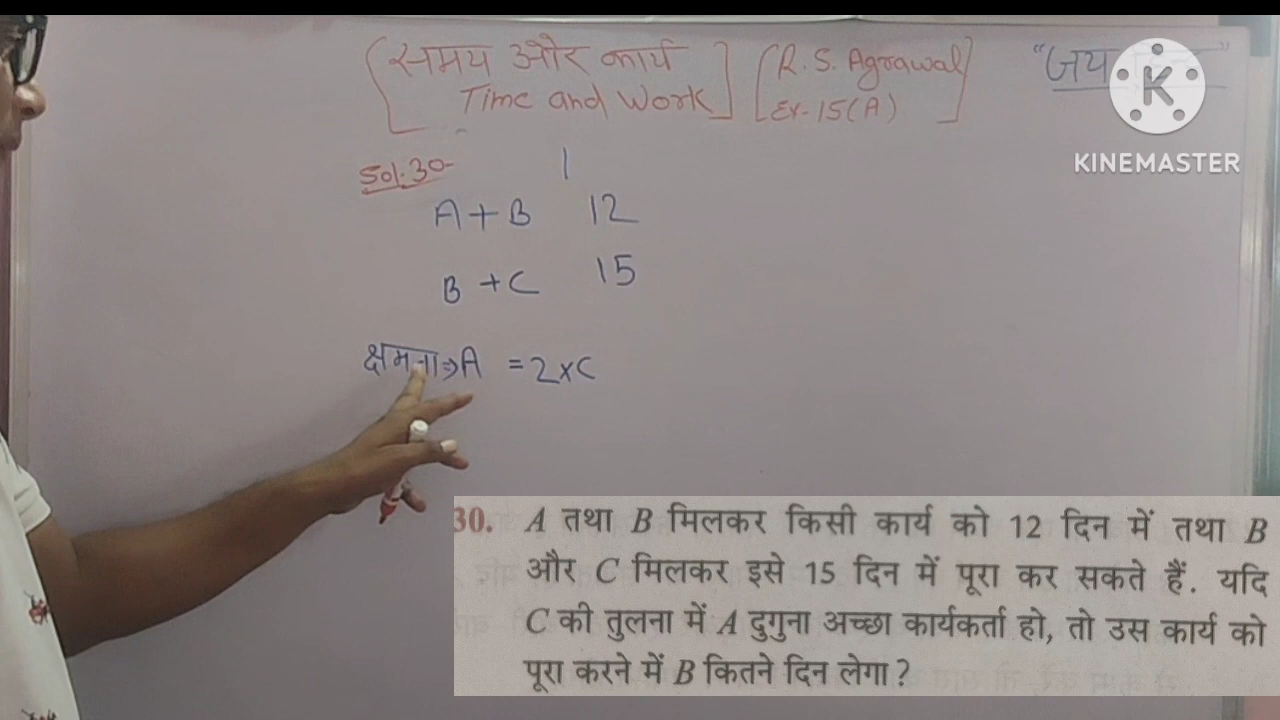 [समय और कार्य] [R. S. Agrawal] "जय
Time and Work Ex-15(A)
KINEMASTER
Sol.30- 1
A + B 12
B + C 15
क्षमता⇒ A = 2×C
30. A तथा B मिलकर किसी कार्य को 12 दिन में तथा B
और C मिलकर इसे 15 दिन में पूरा कर सकते हैं. यदि
C की तुलना में A दुगुना अच्छा कार्यकर्ता हो, तो उस कार्य को
पूरा करने में B कितने दिन लेगा ?